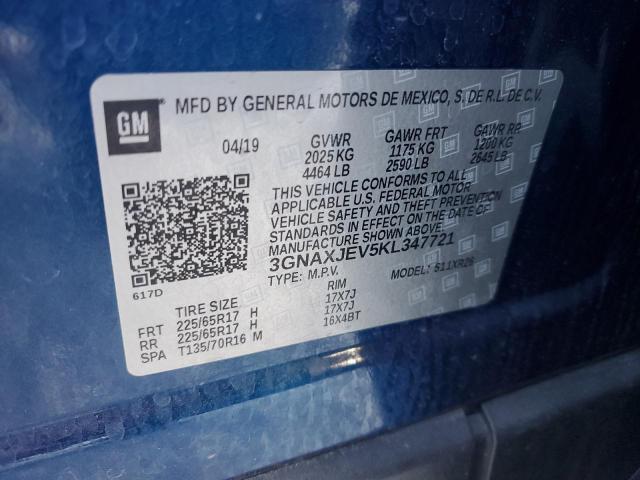 GM ® MFD BY GENERAL MOTORS DE MEXICO, S. DE R.L. DE C.V.
04/19 GVWR GAWR FRT GAWR RR
2025 KG 1175 KG 1200 KG
4464 LB 2590 LB 2645 LB
THIS VEHICLE CONFORMS TO ALL
APPLICABLE U.S. FEDERAL MOTOR
VEHICLE SAFETY AND THEFT PREVENTION
STANDARDS IN EFFECT ON THE DATE OF
MANUFACTURE SHOWN ABOVE.
3GNAXJEV5KL347721
TYPE: M.P.V. MODEL: 511XR26
617D
TIRE SIZE RIM
FRT 225/65R17 H 17X7J
RR 225/65R17 H 17X7J
SPA T135/70R16 M 16X4BT